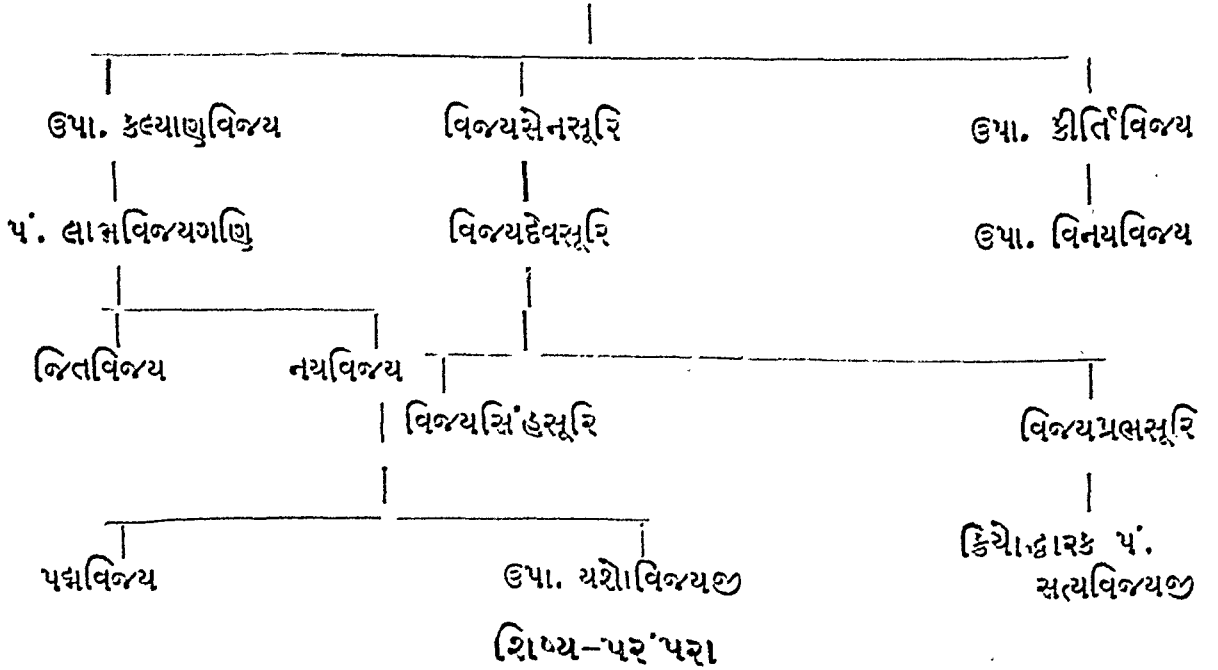 ઉપા. કલ્યાણવિજય વિજયસેનસૂરિ ઉપા. કીર્તિવિજય
પં. લાભવિજયગણિ વિજયદેવસૂરિ ઉપા. વિનયવિજય
જિતવિજય નયવિજય
વિજયસિંહસૂરિ વિજયપ્રભસૂરિ
પદ્મવિજય ઉપા. યશોવિજયજી ક્રિયોદ્ધારક પં.
સત્યવિજયજી
શિષ્ય-પરંપરા